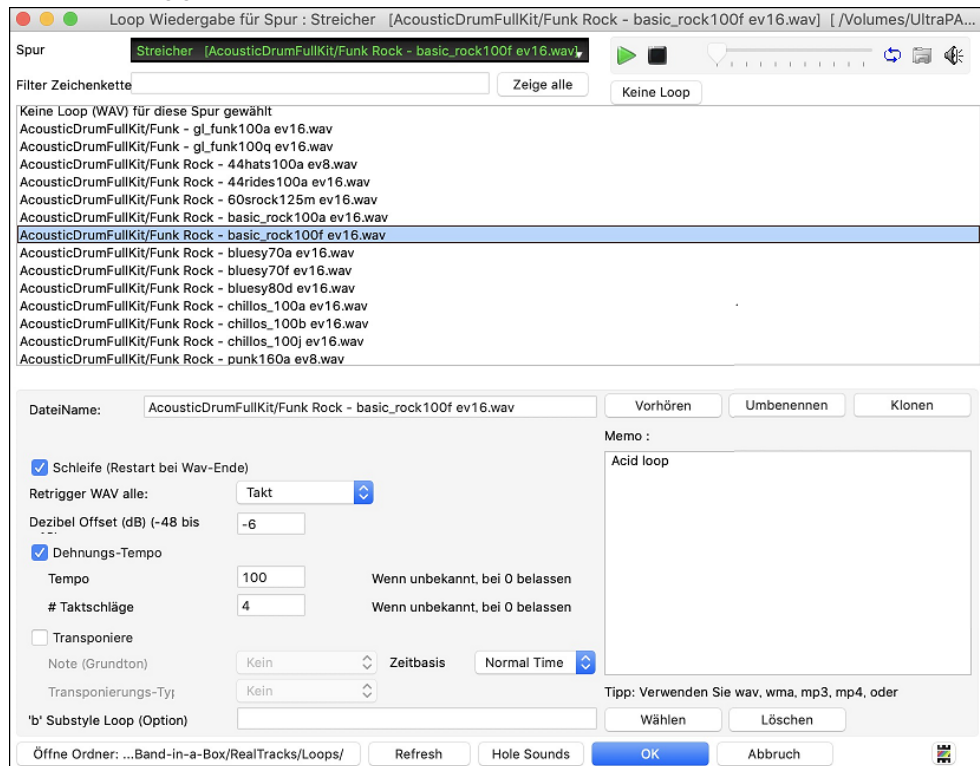 Loop Wiedergabe für Spur : Streicher [AcousticDrumFullKit/Funk Rock - basic_rock100f ev16.wav] [ /Volumes/UltraPA...
Spur
Streicher [AcousticDrumFullKit/Funk Rock - basic_rock100f ev16.wav]
Filter Zeichenkette
Zeige alle
Keine Loop
Keine Loop (WAV) für diese Spur gewählt
AcousticDrumFullKit/Funk - gl_funk100a ev16.wav
AcousticDrumFullKit/Funk - gl_funk100q ev16.wav
AcousticDrumFullKit/Funk Rock - 44hats100a ev8.wav
AcousticDrumFullKit/Funk Rock - 44rides100a ev16.wav
AcousticDrumFullKit/Funk Rock - 60srock125m ev16.wav
AcousticDrumFullKit/Funk Rock - basic_rock100a ev16.wav
AcousticDrumFullKit/Funk Rock - basic_rock100f ev16.wav
AcousticDrumFullKit/Funk Rock - bluesy70a ev16.wav
AcousticDrumFullKit/Funk Rock - bluesy70f ev16.wav
AcousticDrumFullKit/Funk Rock - bluesy80d ev16.wav
AcousticDrumFullKit/Funk Rock - chillos_100a ev16.wav
AcousticDrumFullKit/Funk Rock - chillos_100b ev16.wav
AcousticDrumFullKit/Funk Rock - chillos_100j ev16.wav
AcousticDrumFullKit/Funk Rock - punk160a ev8.wav
DateiName: AcousticDrumFullKit/Funk Rock - basic_rock100f ev16.wav
Vorhören Umbenennen Klonen
Memo :
Acid loop
Schleife (Restart bei Wav-Ende)
Retrigger WAV alle: Takt
Dezibel Offset (dB) (-48 bis
-6
Dehnungs-Tempo
Tempo 100 Wenn unbekannt, bei 0 belassen
# Taktschläge 4 Wenn unbekannt, bei 0 belassen
Transponiere
Note (Grundton) Kein Zeitbasis Normal Time
Transponierungs-Typ Kein
Tipp: Verwenden Sie wav, wma, mp3, mp4, oder
'b' Substyle Loop (Option)
Wählen Löschen
Öffne Ordner: ...Band-in-a-Box/RealTracks/Loops/ Refresh Hole Sounds OK Abbruch